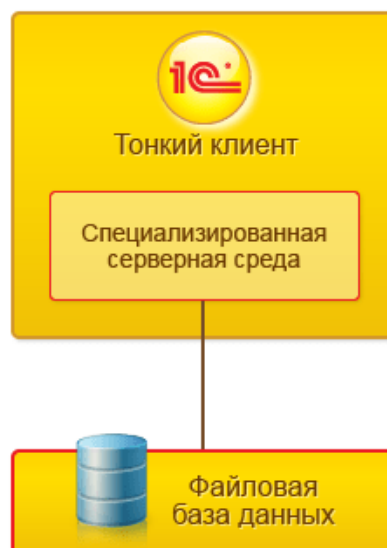 1С
Тонкий клиент
Специализированная
серверная среда
Файловая
база данных